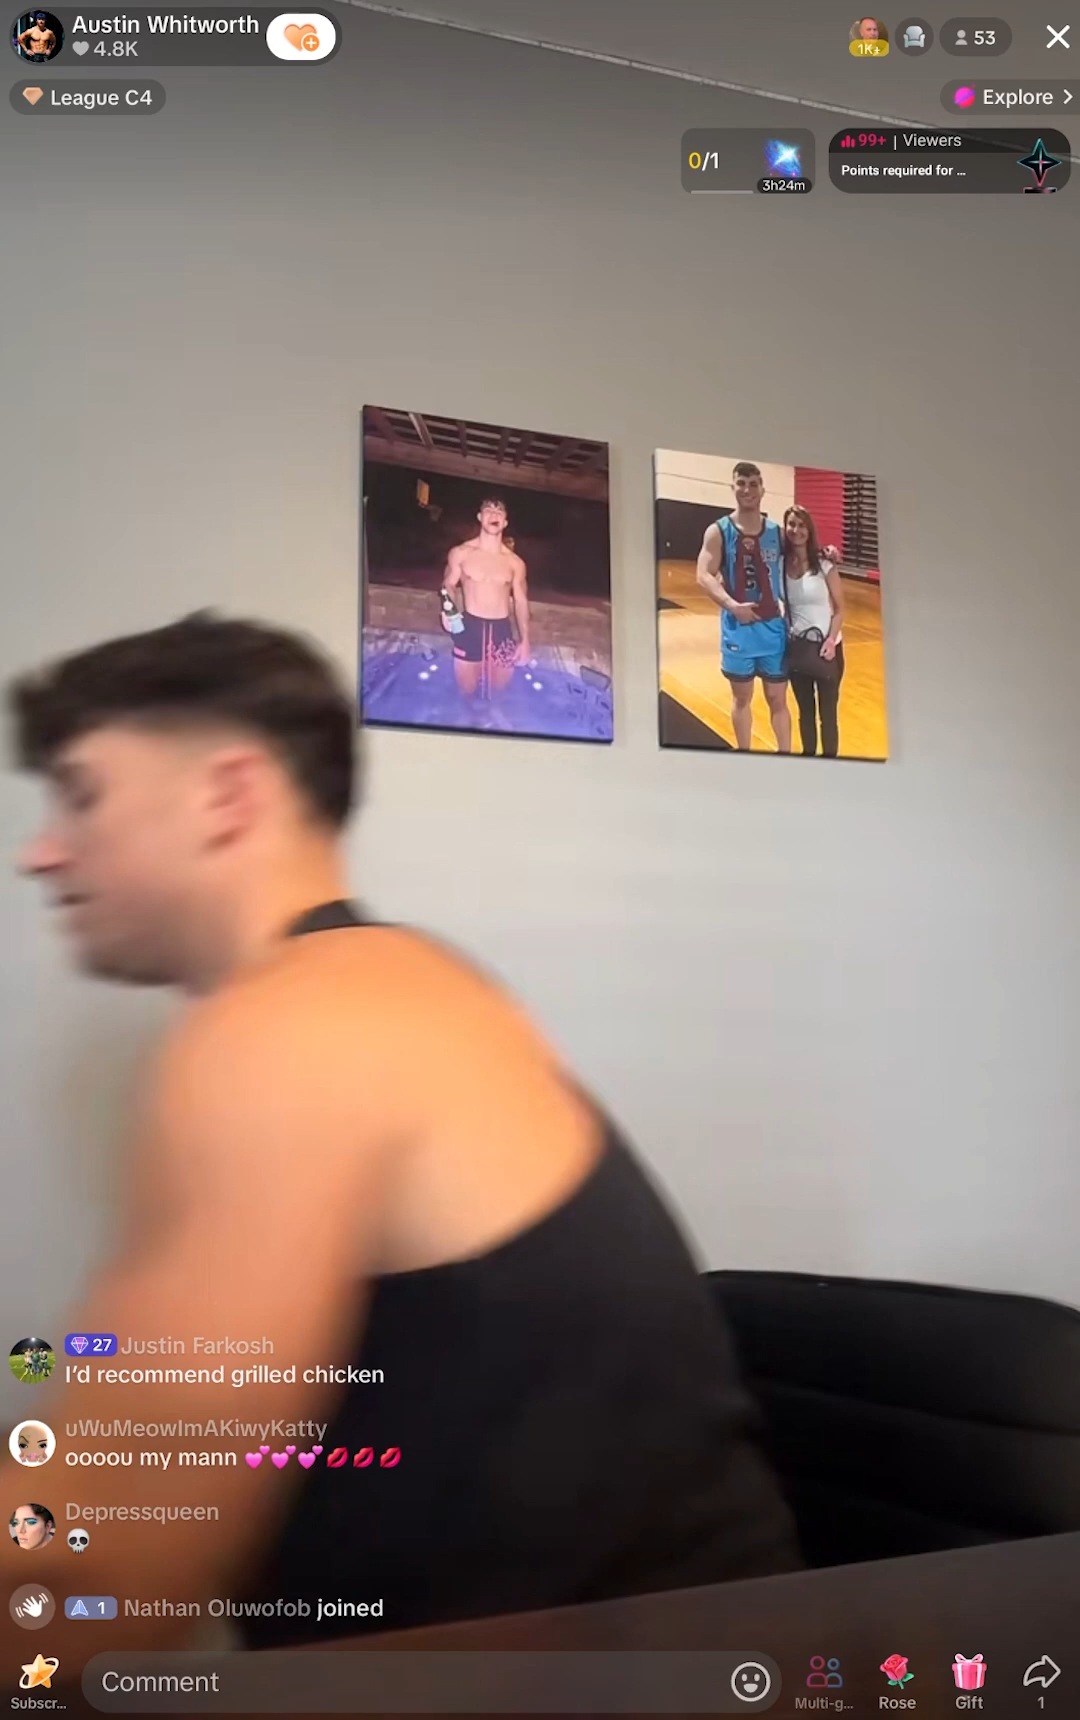 Austin Whitworth
4.8K
1K+
53
League C4
Explore
0/1
3h24m
99+ | Viewers
Points required for ...
27 Justin Farkosh
I'd recommend grilled chicken
uWuMeowImAKiwyKatty
oooou my mann 💕💕💕💋💋💋
Depressqueen
💀
1 Nathan Oluwofob joined
Subscr...
Comment
Multi-g...
Rose
Gift
1